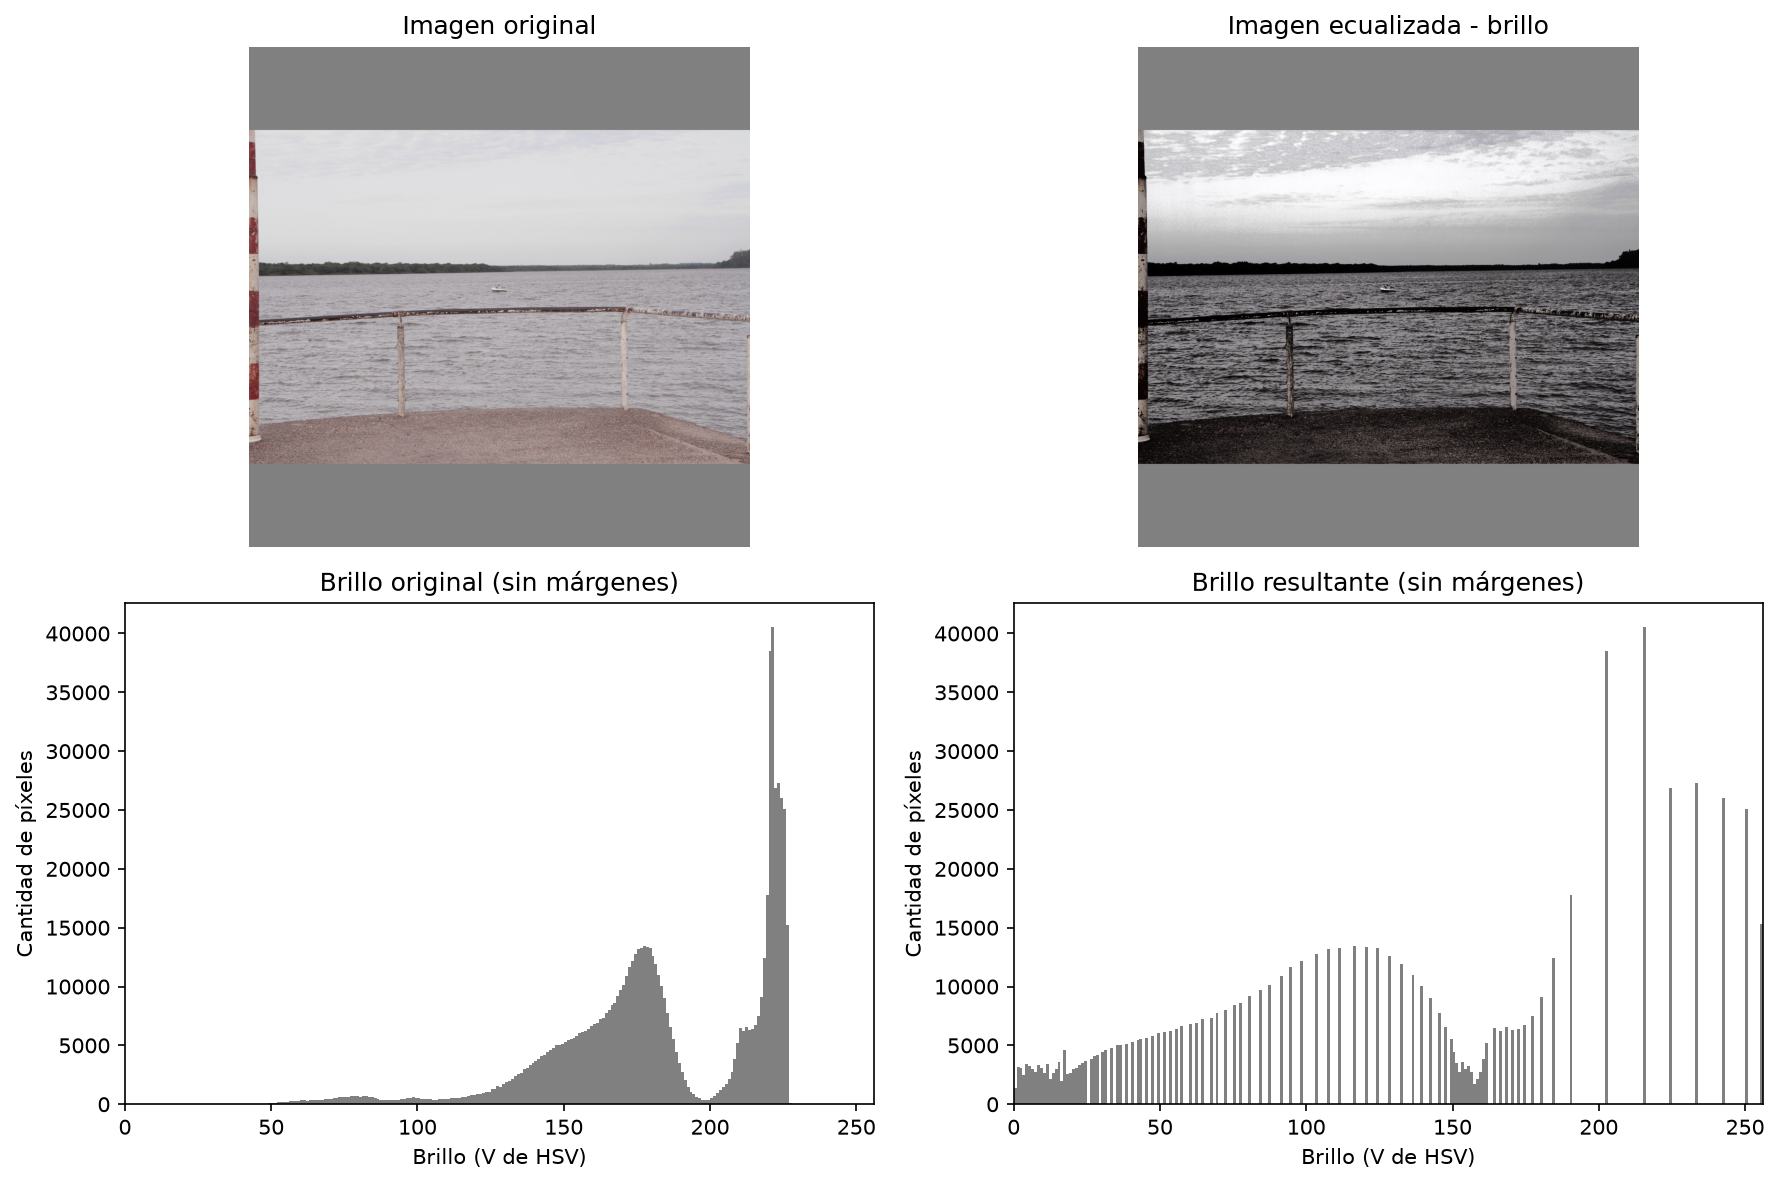 Imagen original
Imagen ecualizada - brillo
Brillo original (sin márgenes)
Cantidad de píxeles
40000
35000
30000
25000
20000
15000
10000
5000
0
0 50 100 150 200 250
Brillo (V de HSV)
Brillo resultante (sin márgenes)
Cantidad de píxeles
40000
35000
30000
25000
20000
15000
10000
5000
0
0 50 100 150 200 250
Brillo (V de HSV)